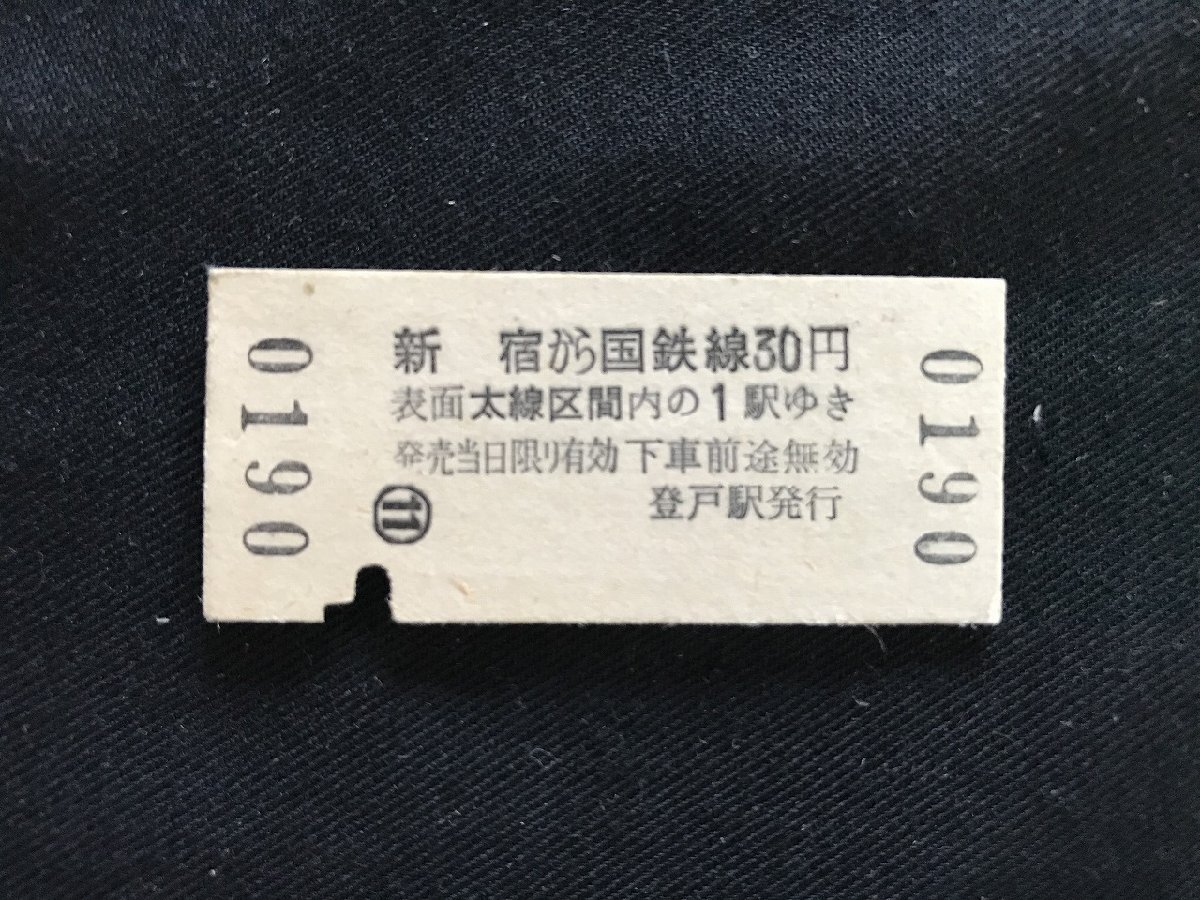 新 宿から国鉄線30円
表面太線区間内の1駅ゆき
発売当日限り有効下車前途無効
登戸駅発行
⑪
0190
0190